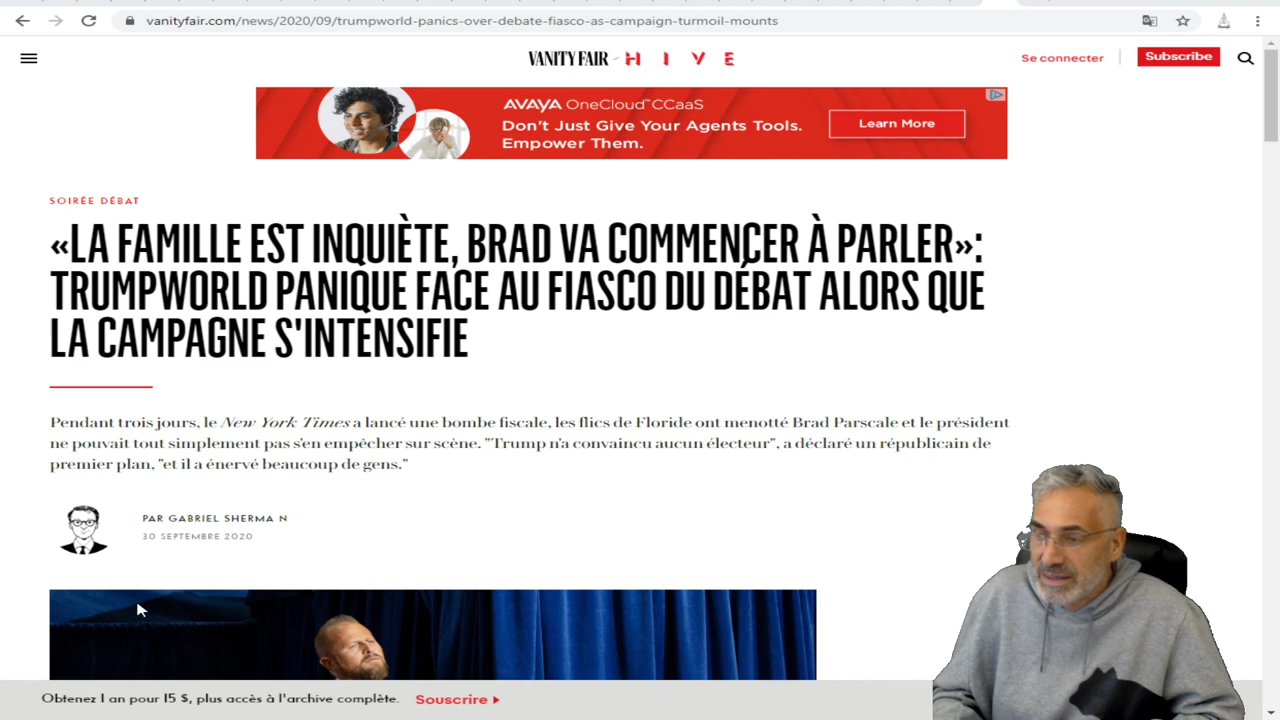 vanityfair.com/news/2020/09/trumpworld-panics-over-debate-fiasco-as-campaign-turmoil-mounts
VANITY FAIR HIVE
Se connecter
Subscribe
AVAYA OneCloud™CCaaS
Don't Just Give Your Agents Tools.
Empower Them.
Learn More
SOIRÉE DÉBAT
«LA FAMILLE EST INQUIÈTE, BRAD VA COMMENCER À PARLER»:
TRUMPWORLD PANIQUE FACE AU FIASCO DU DÉBAT ALORS QUE
LA CAMPAGNE S'INTENSIFIE
Pendant trois jours, le New York Times a lancé une bombe fiscale, les flics de Floride ont menotté Brad Parscale et le président
ne pouvait tout simplement pas s'en empêcher sur scène. "Trump n'a convaincu aucun électeur", a déclaré un républicain de
premier plan, "et il a énervé beaucoup de gens."
PAR GABRIEL SHERMA N
30 SEPTEMBRE 2020
Obtenez 1 an pour 15 $, plus accès à l'archive complète. Souscrire